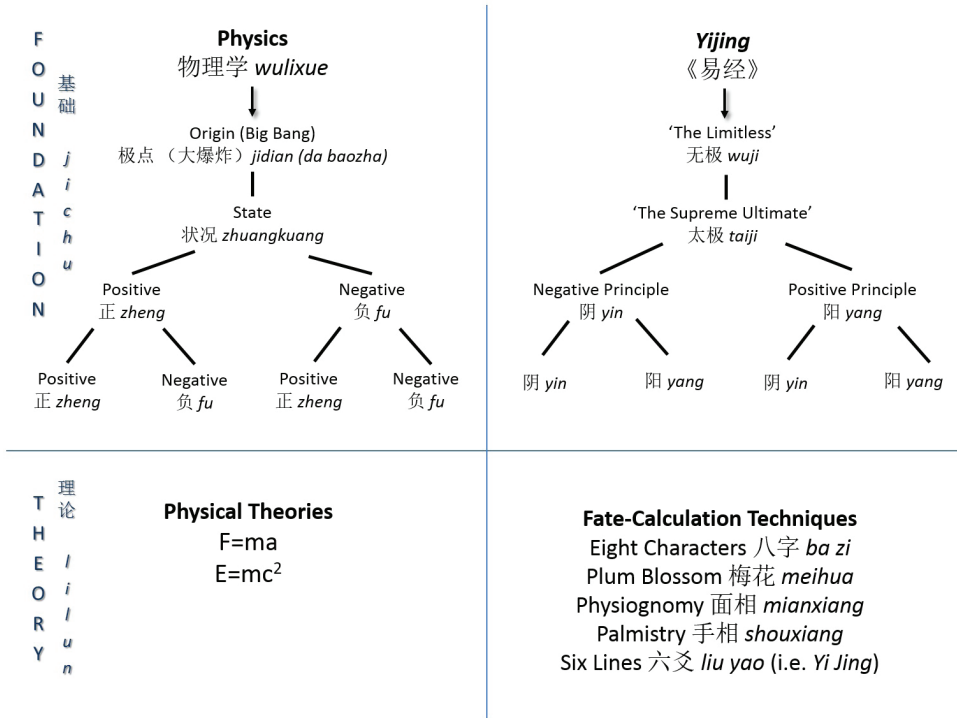 FOUNDATION
基础 jichu
Physics
物理学 wulixue
Origin (Big Bang)
极点 （大爆炸）jidian (da baozha)
State
状况 zhuangkuang
Positive
正 zheng
Negative
负 fu
Positive
正 zheng
Negative
负 fu
Positive
正 zheng
Negative
负 fu
Yijing
《易经》
‘The Limitless’
无极 wuji
‘The Supreme Ultimate’
太极 taiji
Negative Principle
阴 yin
Positive Principle
阳 yang
阴 yin
阳 yang
阴 yin
阳 yang
THEORY
理论 lilun
Physical Theories
F=ma
E=mc²
Fate-Calculation Techniques
Eight Characters 八字 ba zi
Plum Blossom 梅花 meihua
Physiognomy 面相 mianxiang
Palmistry 手相 shouxiang
Six Lines 六爻 liu yao (i.e. Yi Jing)